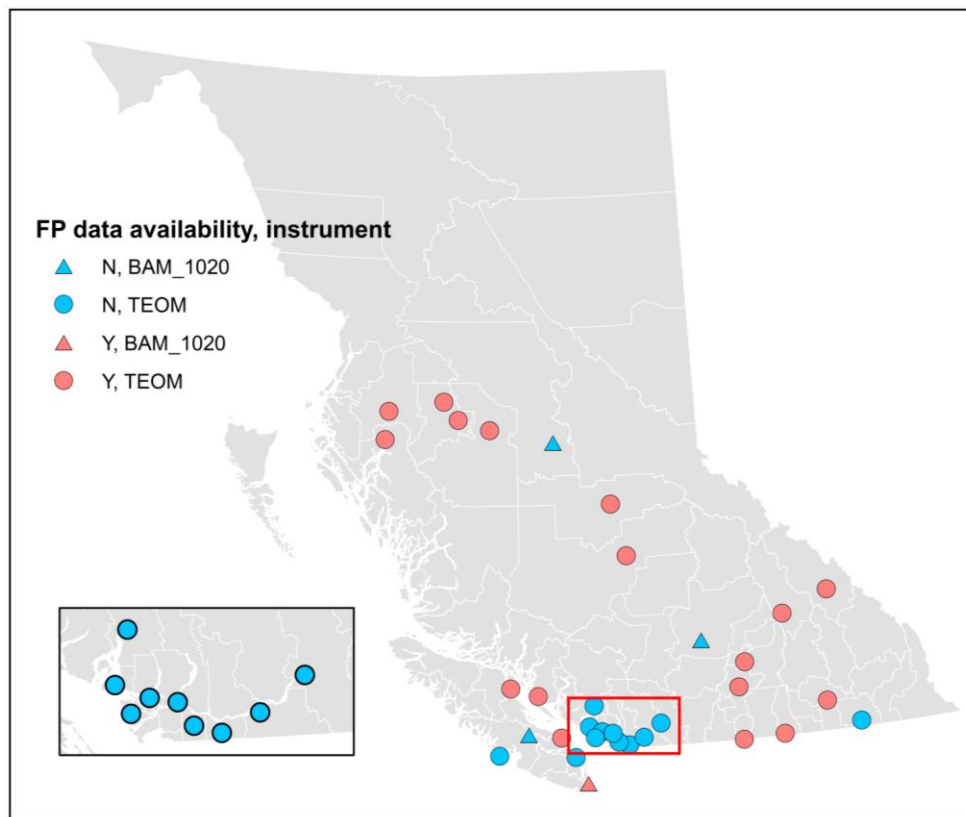 FP data availability, instrument
N, BAM_1020
N, TEOM
Y, BAM_1020
Y, TEOM